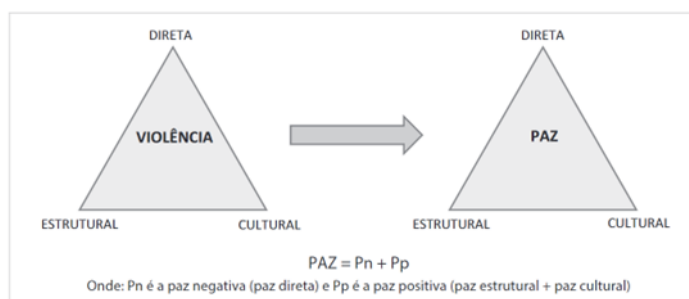 DIRETA
DIRETA
VIOLÊNCIA
PAZ
ESTRUTURAL
CULTURAL
ESTRUTURAL
CULTURAL
PAZ = Pn + Pp
Onde: Pn é a paz negativa (paz direta) e Pp é a paz positiva (paz estrutural + paz cultural)